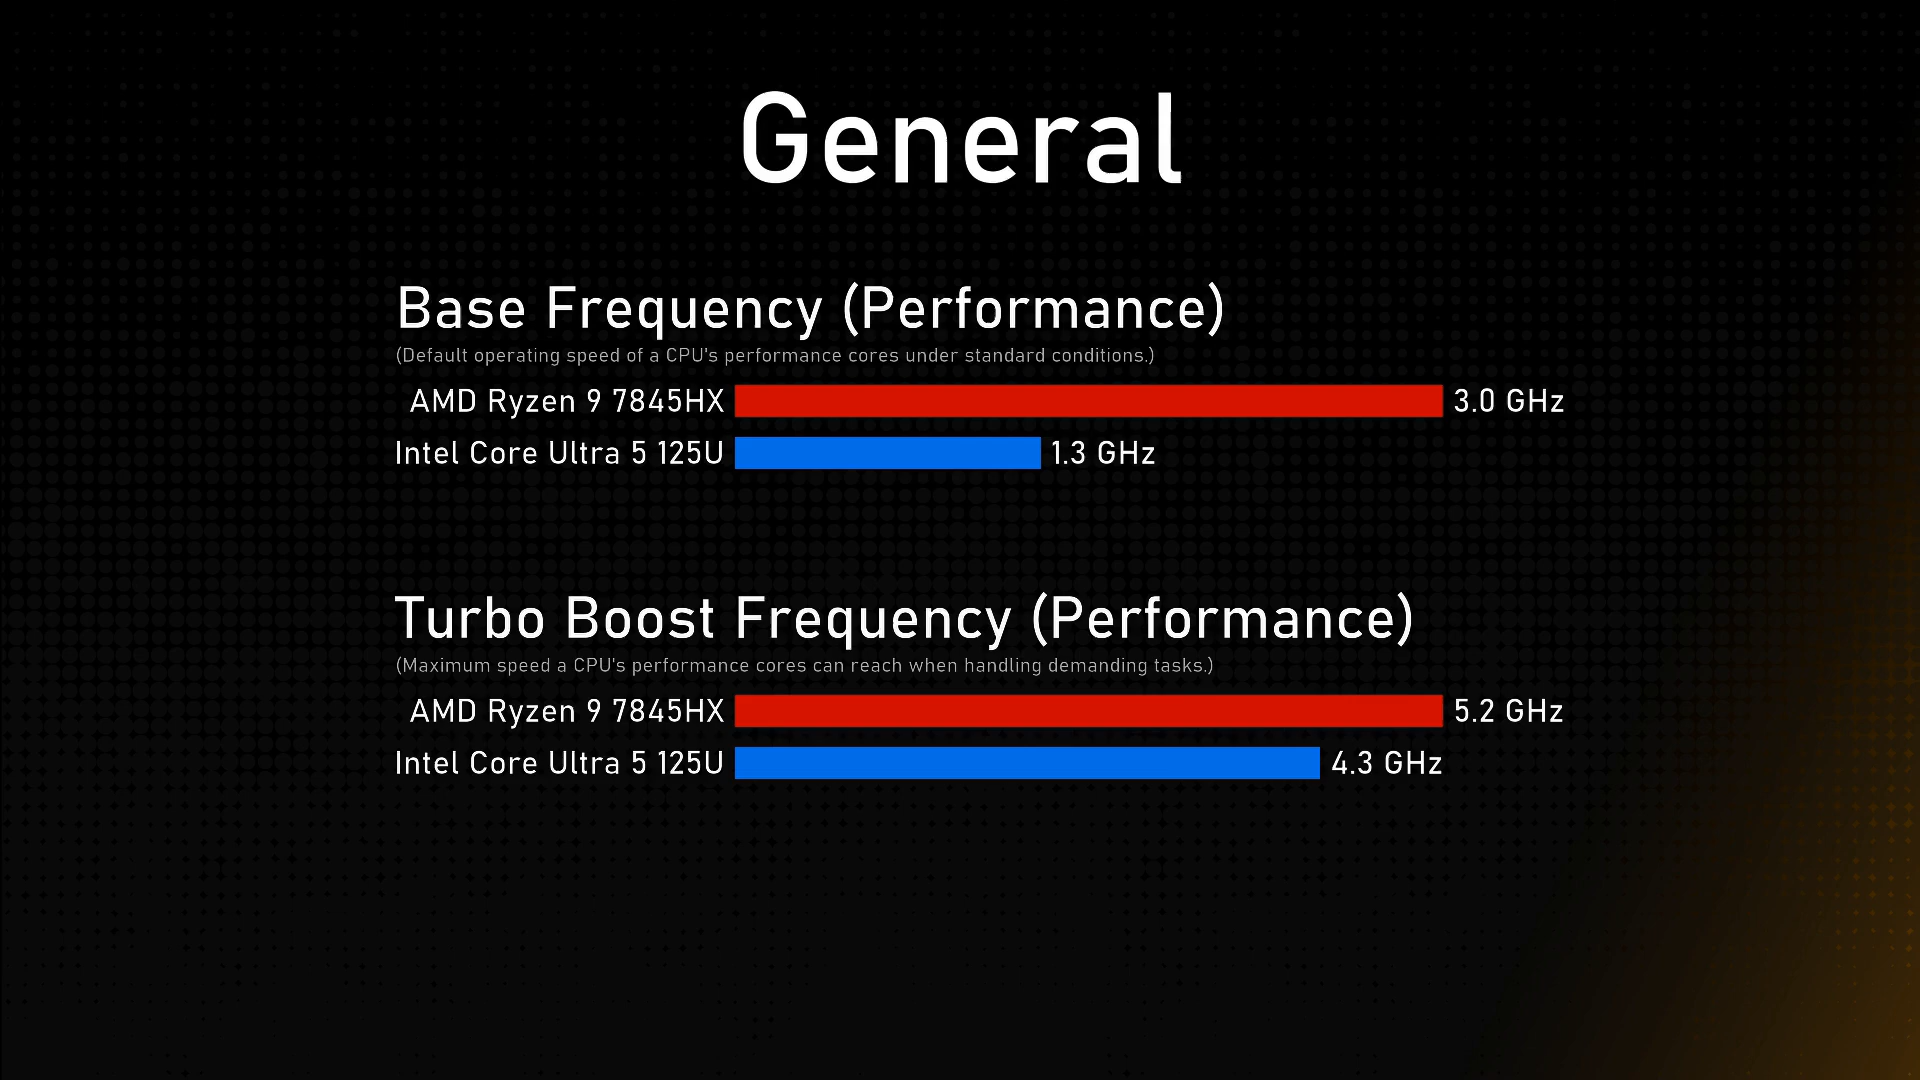 General
Base Frequency (Performance)
(Default operating speed of a CPU's performance cores under standard conditions.)
AMD Ryzen 9 7845HX 3.0 GHz
Intel Core Ultra 5 125U 1.3 GHz
Turbo Boost Frequency (Performance)
(Maximum speed a CPU's performance cores can reach when handling demanding tasks.)
AMD Ryzen 9 7845HX 5.2 GHz
Intel Core Ultra 5 125U 4.3 GHz